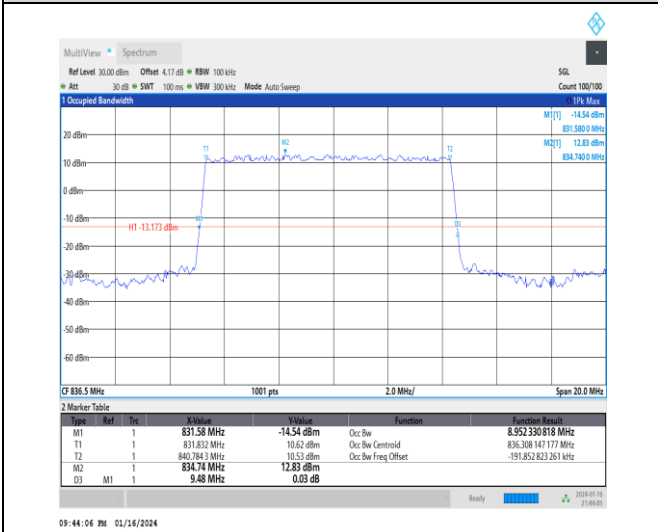 MultiView Spectrum
Ref Level 30.00 dBm Offset 4.17 dB RBW 100 kHz SGL
Att 30 dB SWT 100 ms VBW 300 kHz Mode Auto Sweep Count 100/100
1 Occupied Bandwidth 1Pk Max
M1[1] -14.54 dBm
831.580 0 MHz
M2[1] 12.83 dBm
834.740 0 MHz
20 dBm
T1 M2 T2
10 dBm
0 dBm
-10 dBm
M1 D3
H1 -13.173 dBm
-30 dBm
-40 dBm
-50 dBm
-60 dBm
CF 836.5 MHz 1001 pts 2.0 MHz/ Span 20.0 MHz
2 Marker Table
Type Ref Trc X-Value Y-Value Function Function Result
M1 1 831.58 MHz -14.54 dBm Occ Bw 8.952 330 818 MHz
T1 1 831.832 MHz 10.62 dBm Occ Bw Centroid 836.308 147 177 MHz
T2 1 840.784 3 MHz 10.53 dBm Occ Bw Freq Offset -191.852 823 261 kHz
M2 1 834.74 MHz 12.83 dBm
D3 M1 1 9.48 MHz 0.03 dB
Ready 2024-01-16
21:44:05
09:44:06 PM 01/16/2024